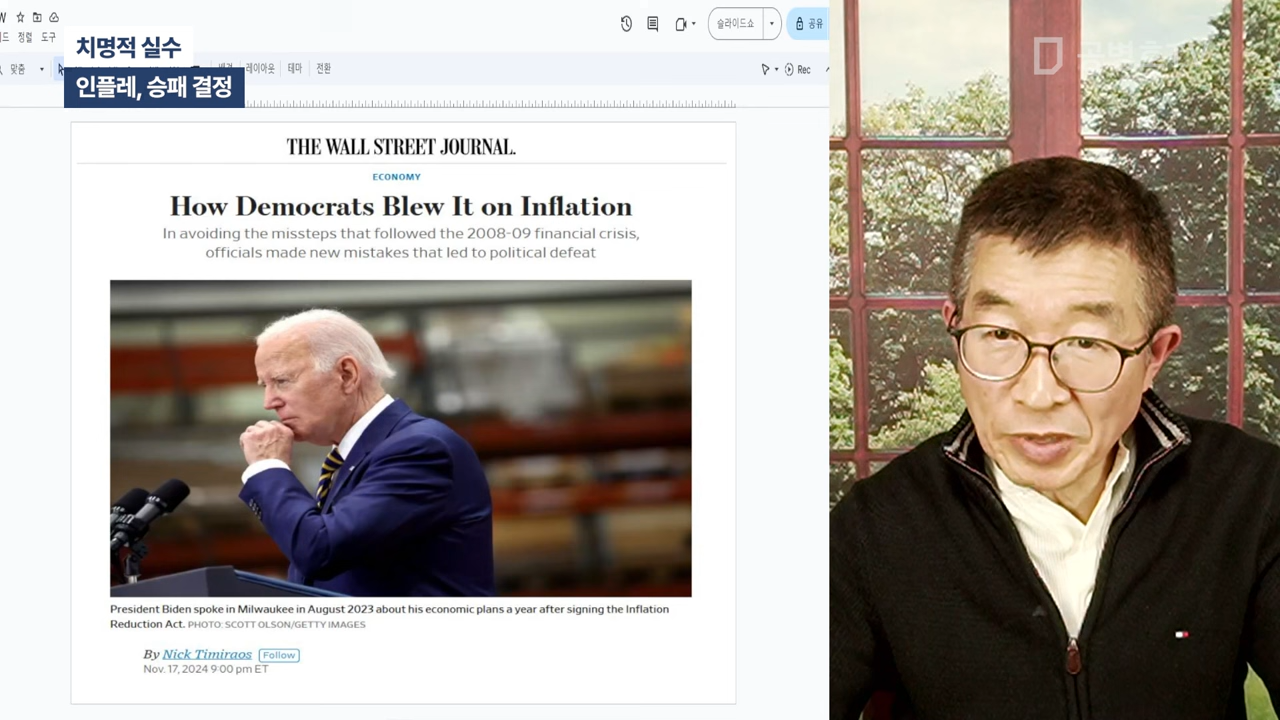 치명적 실수
인플레, 승패 결정
정렬 도구
슬라이드쇼
공유
맞춤
레이아웃 테마 전환
Rec
THE WALL STREET JOURNAL.
ECONOMY
How Democrats Blew It on Inflation
In avoiding the missteps that followed the 2008-09 financial crisis,
officials made new mistakes that led to political defeat
President Biden spoke in Milwaukee in August 2023 about his economic plans a year after signing the Inflation
Reduction Act. PHOTO: SCOTT OLSON/GETTY IMAGES
By Nick Timiraos Follow
Nov. 17, 2024 9:00 pm ET